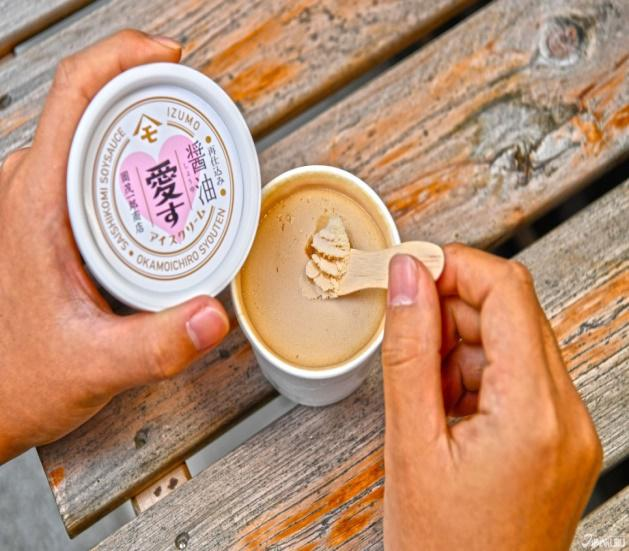 IZUMO
モ
SAISHIKOMI SOYSAUCE
再仕込み
醤油
しょうゆ
愛す
アイスクリーム
岡茂一郎商店
OKAMOICHIRO SYOUTEN